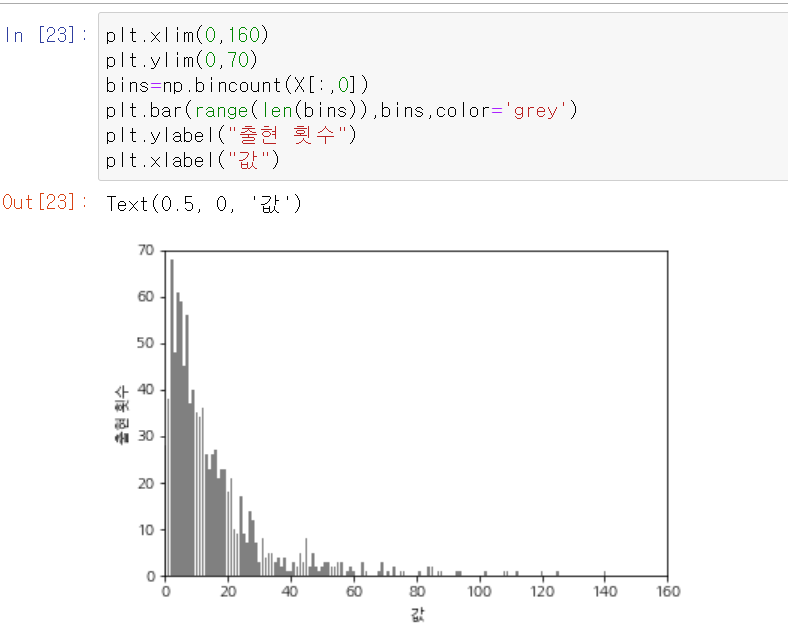 In [23]: plt.xlim(0,160)
plt.ylim(0,70)
bins=np.bincount(X[:,0])
plt.bar(range(len(bins)),bins,color='grey')
plt.ylabel("출현 횟수")
plt.xlabel("값")
Out[23]: Text(0.5, 0, '값')
70
60
50
40
30
20
10
0
출현 횟수
0 20 40 60 80 100 120 140 160
값